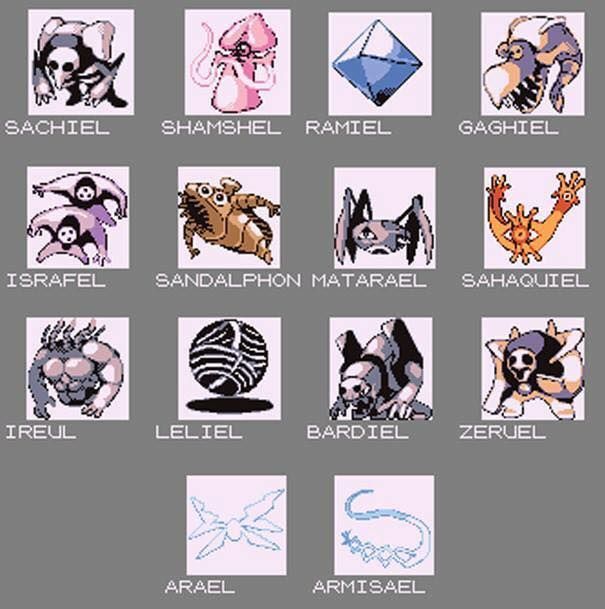 SACHIEL
SHAMSHEL
RAMIEL
GAGHIEL
ISRAFEL
SANDALPHON
MATARAEL
SAHAQUIEL
IREUL
LELIEL
BARDIEL
ZERUEL
ARAEL
ARMISAEL